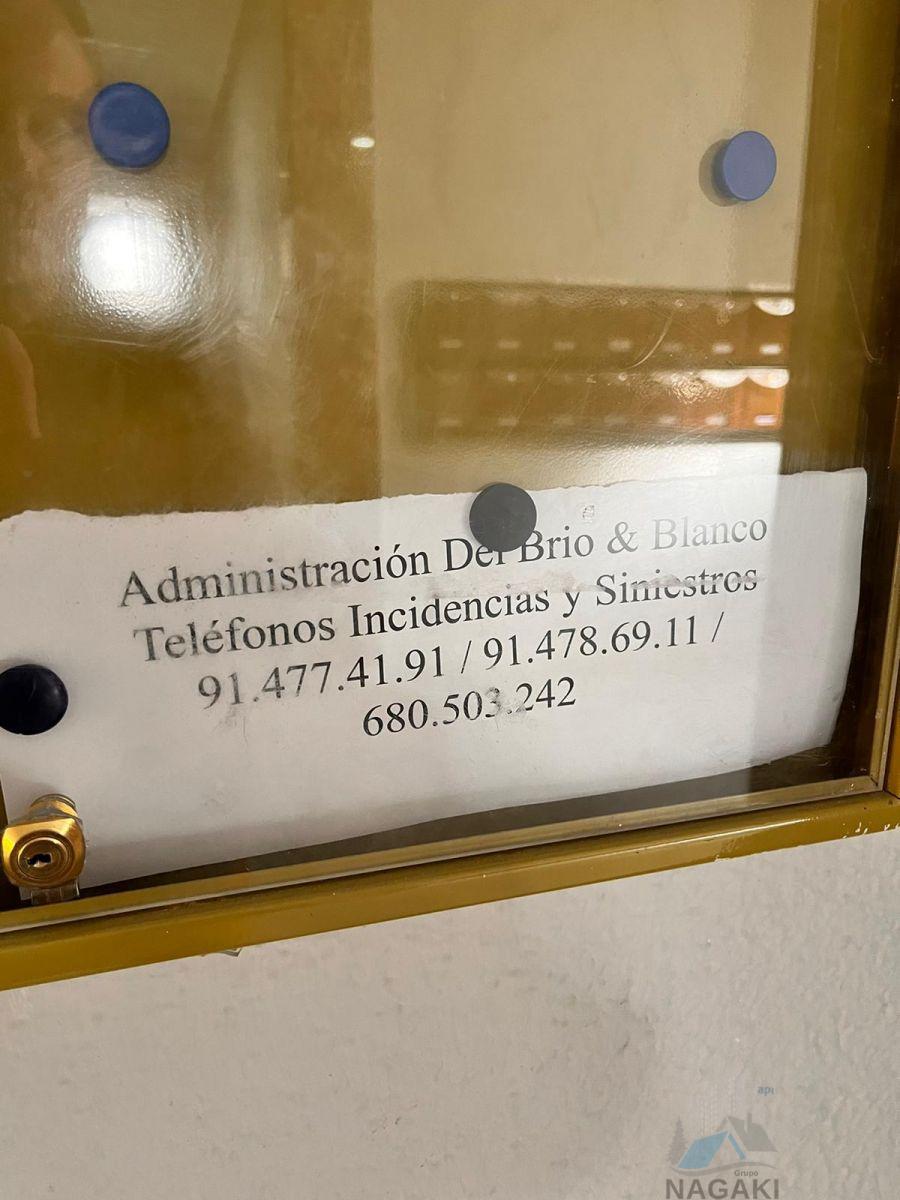 Administración Del Brio & Blanco
Teléfonos Incidencias y Siniestros
91.477.41.91 / 91.478.69.11 /
680.503.242
api
Grupo
NAGAKI